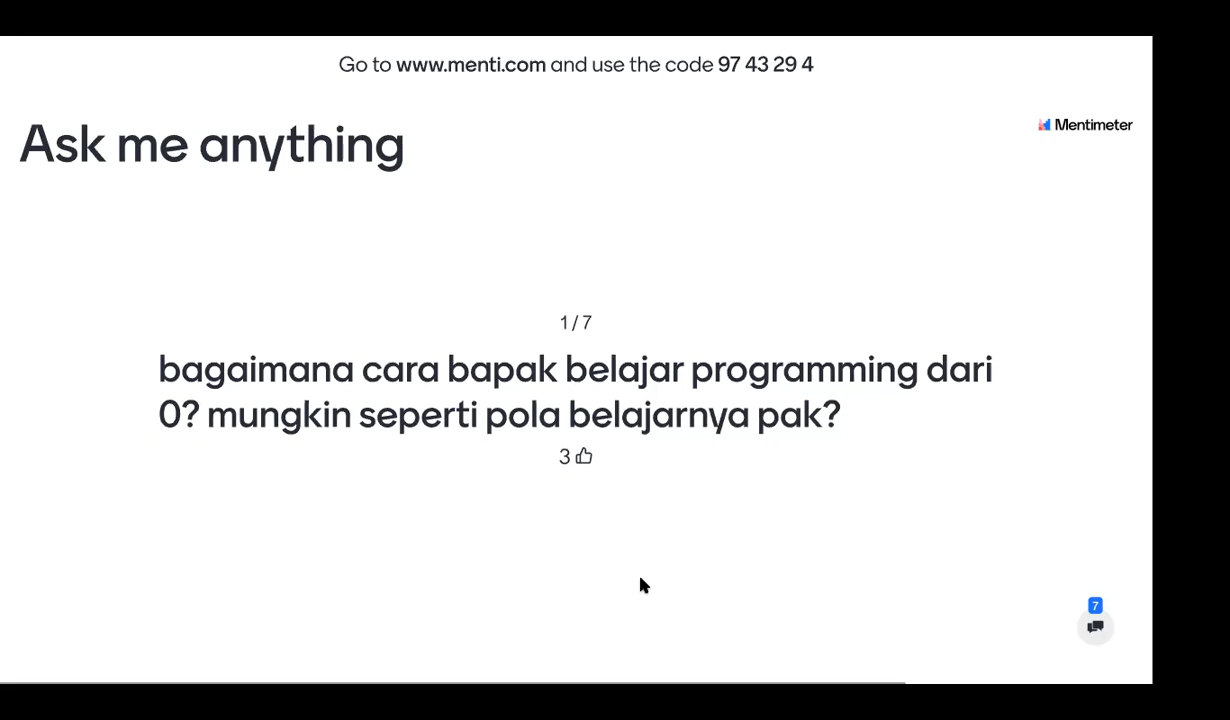 Go to www.menti.com and use the code 97 43 29 4
Mentimeter
Ask me anything
1 / 7
bagaimana cara bapak belajar programming dari
0? mungkin seperti pola belajarnya pak?
3
7